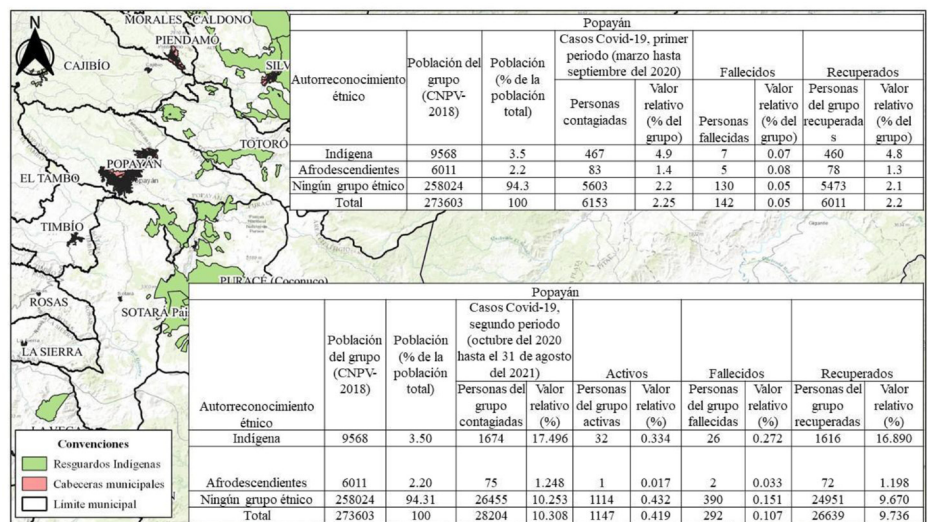 N
MORALES CALDONO
PIENDAMÓ
CAJIBÍO
SILV
TOTORÓ
POPAYÁN
EL TAMBO
TIMBÍO
PURACÉ (Coconuco)
ROSAS
SOTARÁ Pai
LA SIERRA
Popayán
Autorreconocimiento étnico Población del grupo (CNPV-2018) Población (% de la población total) Casos Covid-19, primer periodo (marzo hasta septiembre del 2020) Fallecidos Recuperados
Personas contagiadas Valor relativo (% del grupo) Personas fallecidas Valor relativo (% del grupo) Personas del grupo recuperadas Valor relativo (% del grupo)
Indígena 9568 3.5 467 4.9 7 0.07 460 4.8
Afrodescendientes 6011 2.2 83 1.4 5 0.08 78 1.3
Ningún grupo étnico 258024 94.3 5603 2.2 130 0.05 5473 2.1
Total 273603 100 6153 2.25 142 0.05 6011 2.2
Popayán
Autorreconocimiento étnico Población del grupo (CNPV-2018) Población (% de la población total) Casos Covid-19, segundo periodo (octubre del 2020 hasta el 31 de agosto del 2021) Activos Fallecidos Recuperados
Personas del grupo contagiadas Valor relativo (%) Personas del grupo activas Valor relativo (%) Personas del grupo fallecidas Valor relativo (%) Personas del grupo recuperadas Valor relativo (%)
Indígena 9568 3.50 1674 17.496 32 0.334 26 0.272 1616 16.890
Afrodescendientes 6011 2.20 75 1.248 1 0.017 2 0.033 72 1.198
Ningún grupo étnico 258024 94.31 26455 10.253 1114 0.432 390 0.151 24951 9.670
Total 273603 100 28204 10.308 1147 0.419 292 0.107 26639 9.736
Convenciones
Resguardos Indígenas
Cabeceras municipales
Límite municipal